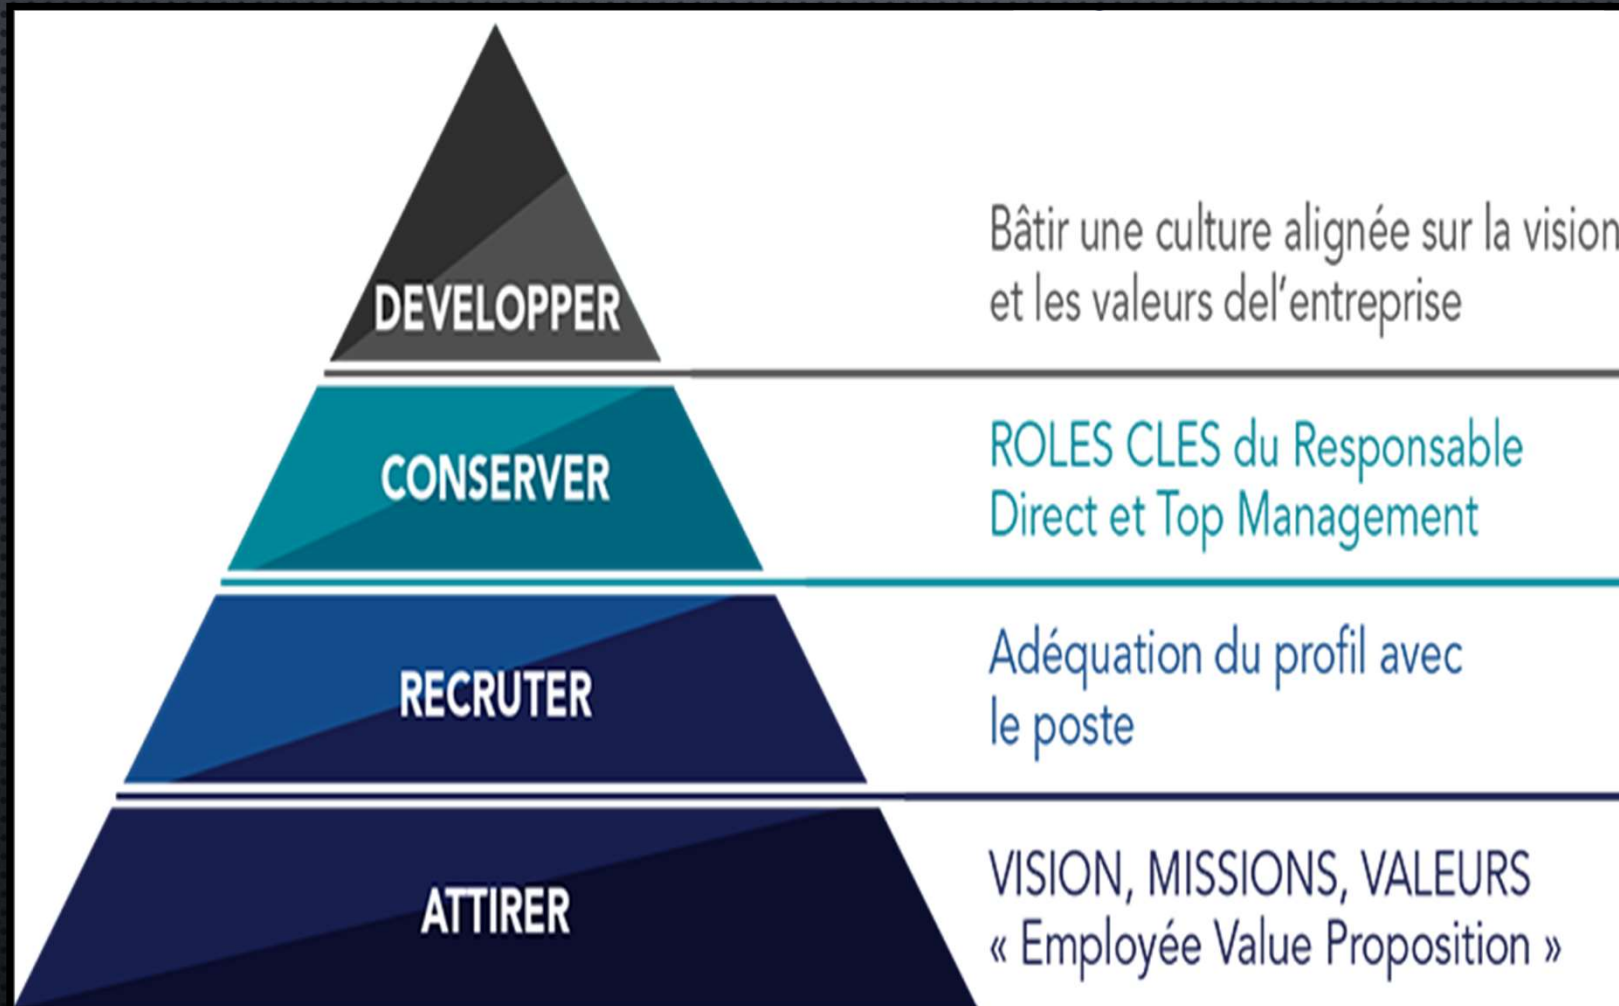 DEVELOPPER
Bâtir une culture alignée sur la vision
et les valeurs del'entreprise
CONSERVER
ROLES CLES du Responsable
Direct et Top Management
RECRUTER
Adéquation du profil avec
le poste
ATTIRER
VISION, MISSIONS, VALEURS
« Employée Value Proposition »